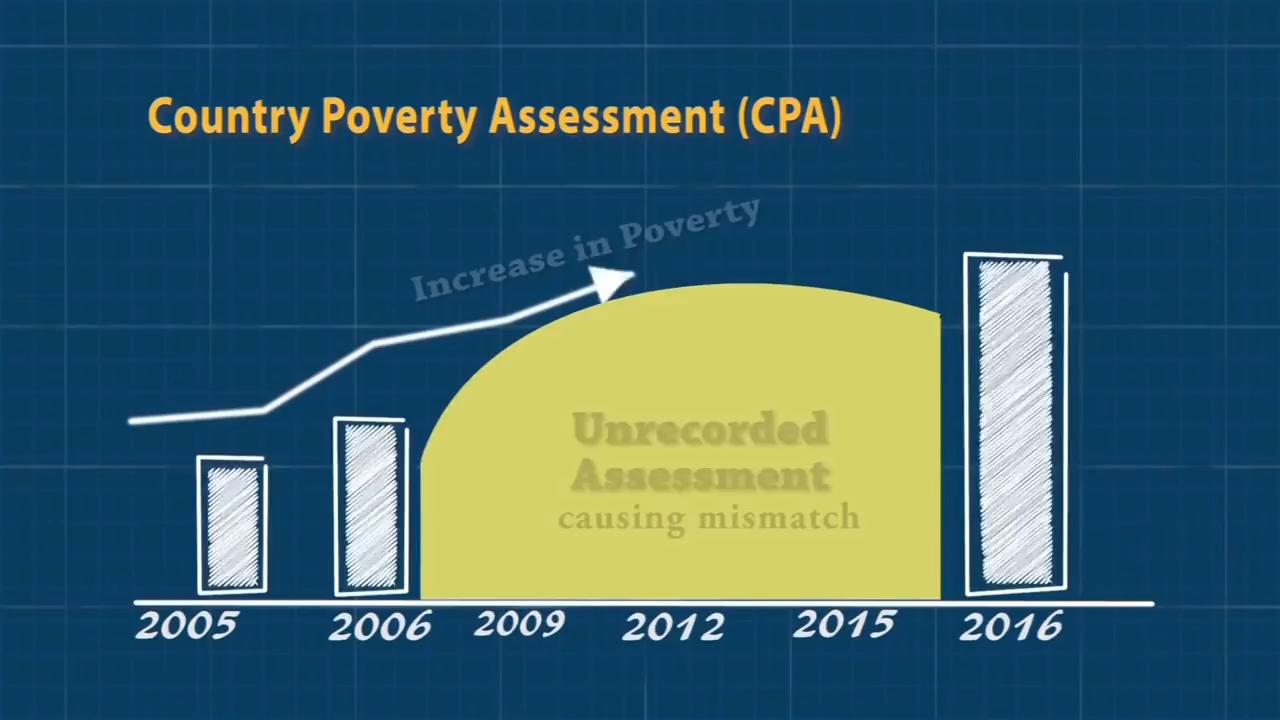 Country Poverty Assessment (CPA)
Increase in Poverty
Unrecorded
Assessment
causing mismatch
2005 2006 2009 2012 2015 2016